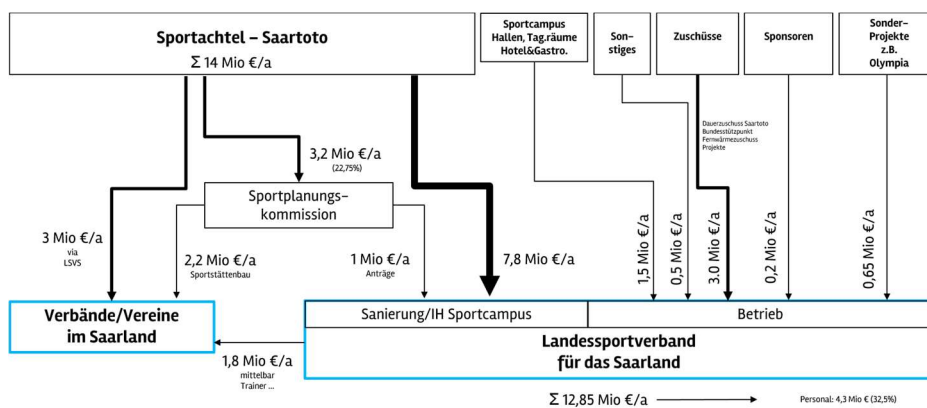 Sportachtel – Saartoto
Σ 14 Mio €/a
Sportcampus
Hallen, Tag.räume
Hotel&Gastro.
Son-
stiges
Zuschüsse
Sponsoren
Sonder-
Projekte
z.B.
Olympia
Dauerzuschuss Saartoto
Bundesstützpunkt
Fernwärmezuschuss
Projekte
3,2 Mio €/a
(22,75%)
Sportplanungs-
kommission
3 Mio €/a
via
LSVS
2,2 Mio €/a
Sportstättenbau
1 Mio €/a
Anträge
7,8 Mio €/a
1,5 Mio €/a
0,5 Mio €/a
3.0 Mio €/a
0,2 Mio €/a
0,65 Mio €/a
Verbände/Vereine
im Saarland
Sanierung/IH Sportcampus
Betrieb
Landessportverband
für das Saarland
1,8 Mio €/a
mittelbar
Trainer ...
Σ 12,85 Mio €/a
Personal: 4,3 Mio € (32,5%)